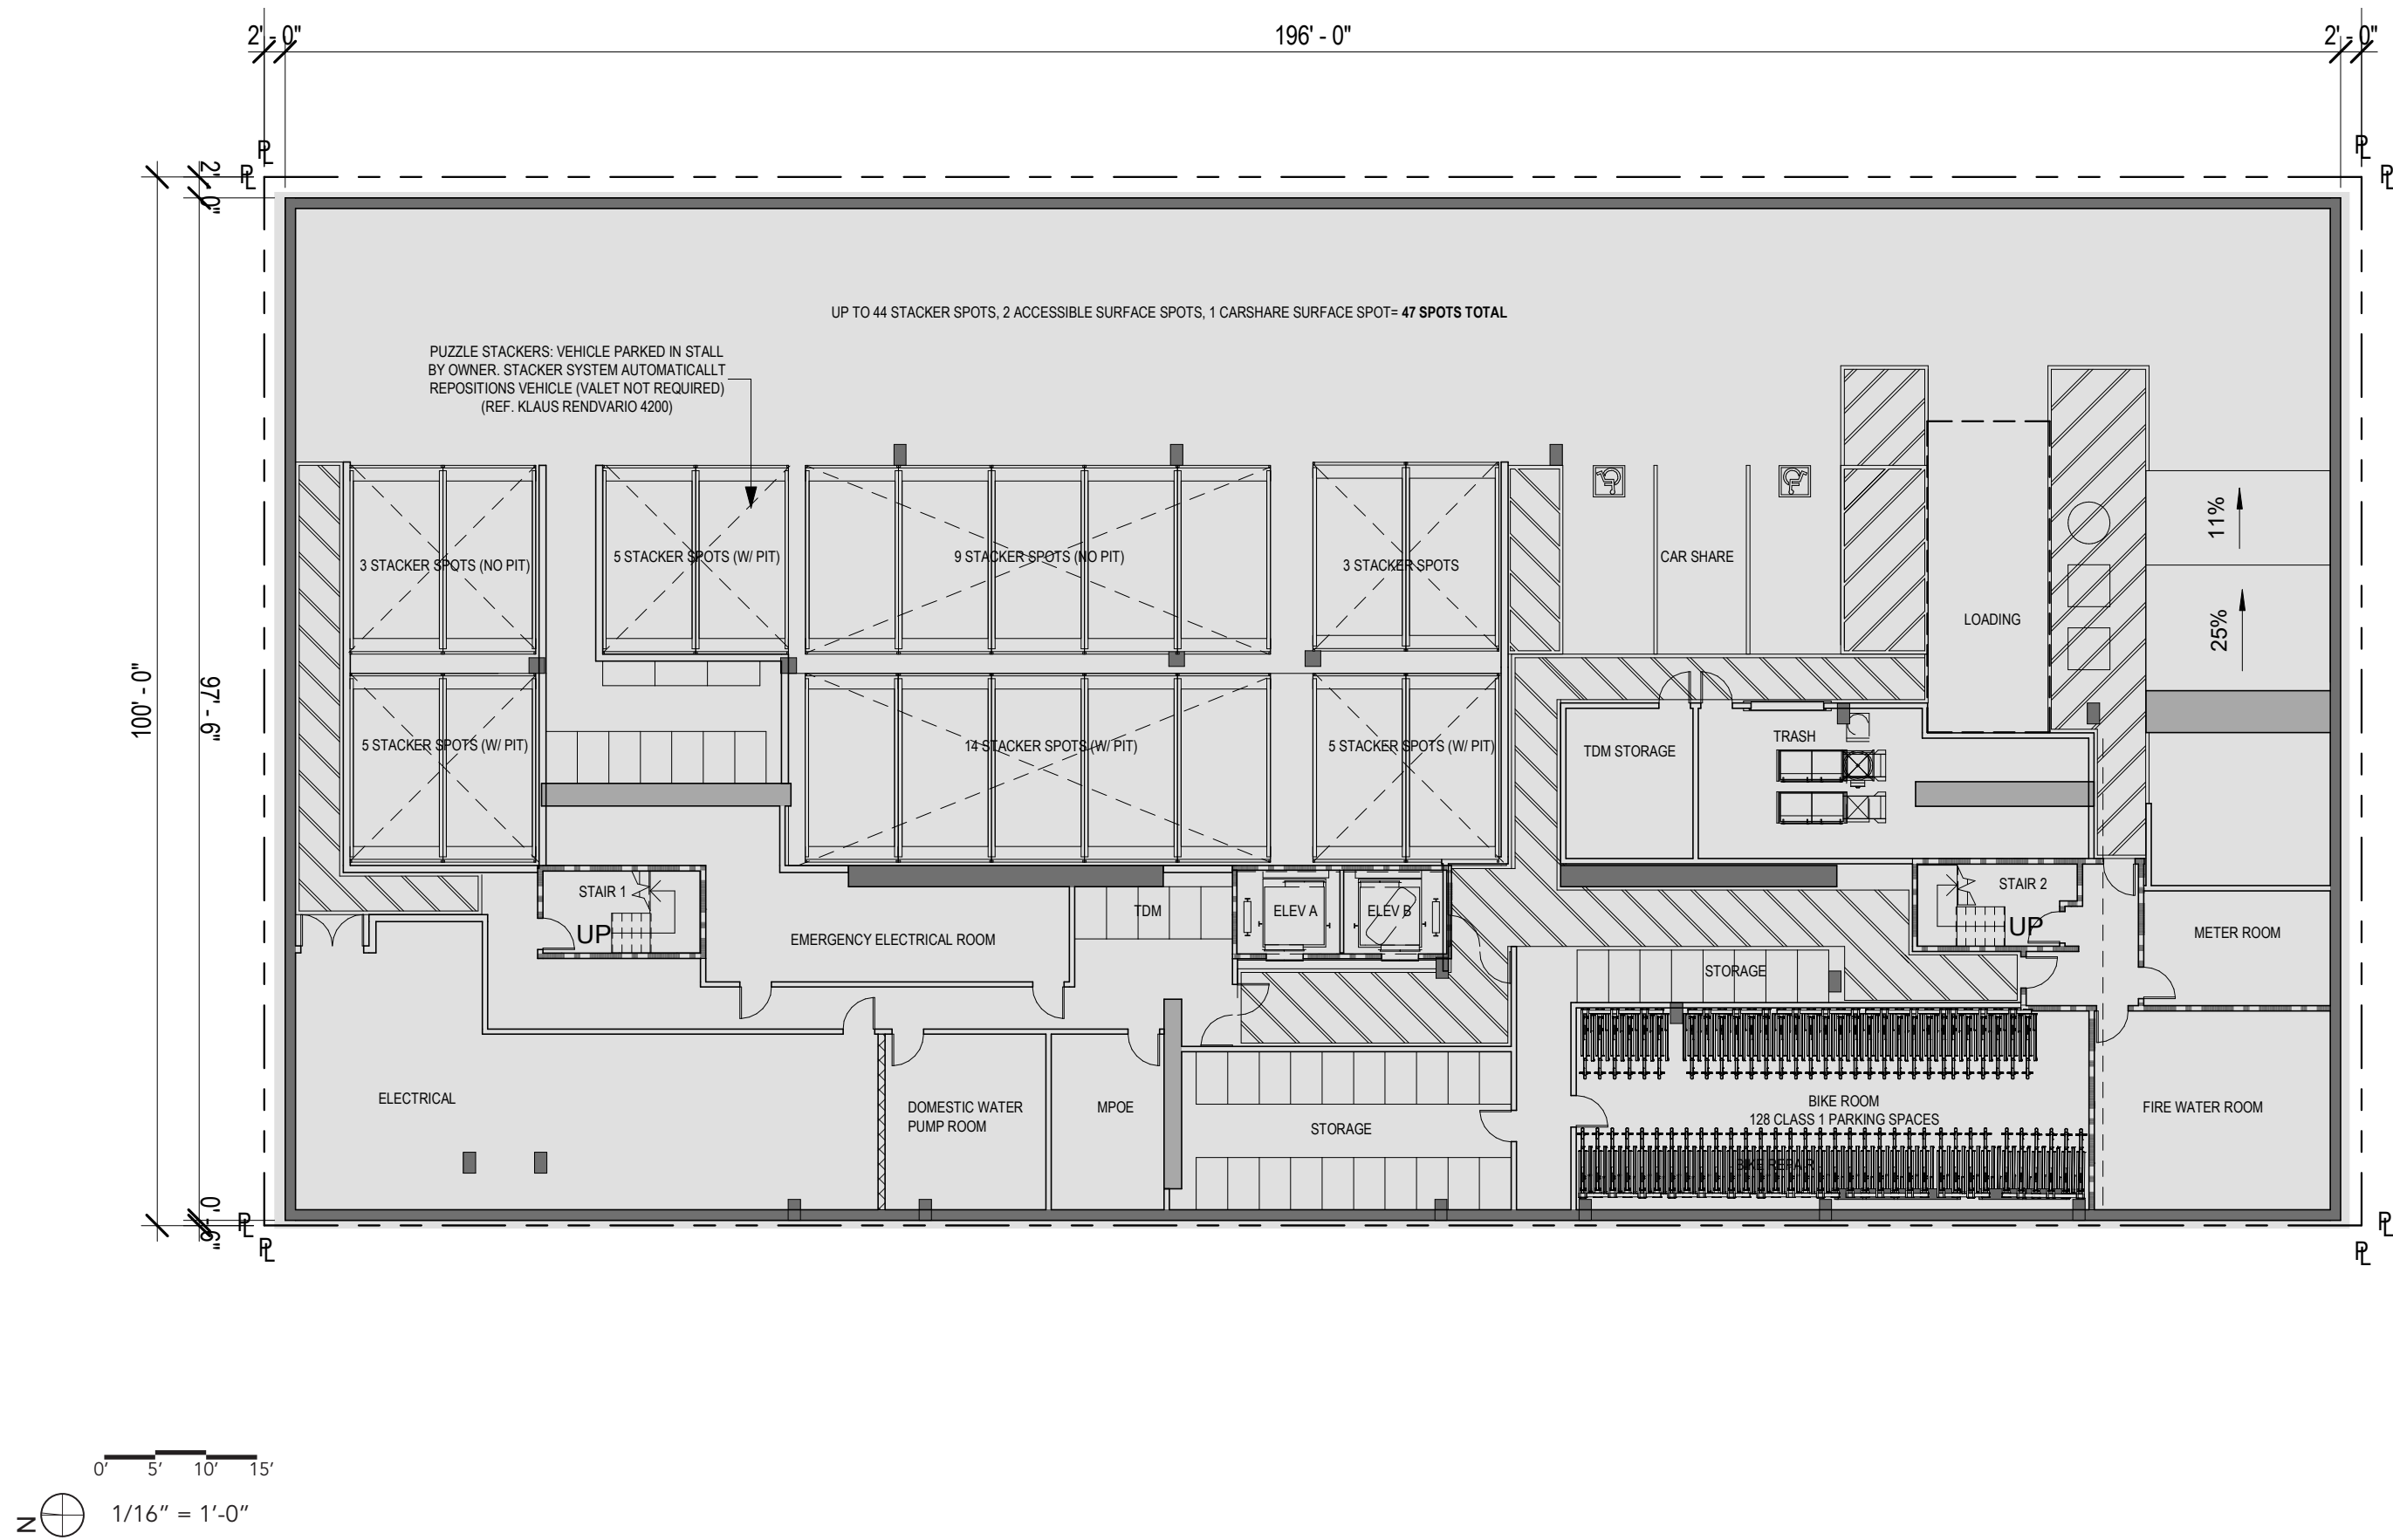 2' - 0"
196' - 0"
2' - 0"
PL
PL
2' - 0"
PL
PL
UP TO 44 STACKER SPOTS, 2 ACCESSIBLE SURFACE SPOTS, 1 CARSHARE SURFACE SPOT= 47 SPOTS TOTAL
PUZZLE STACKERS: VEHICLE PARKED IN STALL
BY OWNER. STACKER SYSTEM AUTOMATICALLT
REPOSITIONS VEHICLE (VALET NOT REQUIRED)
(REF. KLAUS RENDVARIO 4200)
3 STACKER SPOTS (NO PIT)
5 STACKER SPOTS (W/ PIT)
9 STACKER SPOTS (NO PIT)
3 STACKER SPOTS
CAR SHARE
LOADING
11%
25%
100' - 0"
97' - 6"
5 STACKER SPOTS (W/ PIT)
14 STACKER SPOTS (W/ PIT)
5 STACKER SPOTS (W/ PIT)
TDM STORAGE
TRASH
STAIR 1
UP
EMERGENCY ELECTRICAL ROOM
TDM
ELEV A
ELEV B
STAIR 2
UP
METER ROOM
STORAGE
ELECTRICAL
DOMESTIC WATER
PUMP ROOM
MPOE
STORAGE
BIKE ROOM
128 CLASS 1 PARKING SPACES
BIKE REPAIR
FIRE WATER ROOM
0' - 6"
PL
PL
PL
PL
0' 5' 10' 15'
N
1/16" = 1'-0"